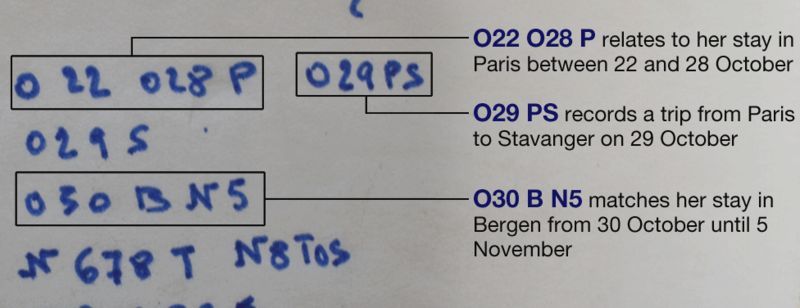 O 22 O28 P
O29PS
O22 O28 P relates to her stay in
Paris between 22 and 28 October
O29 PS records a trip from Paris
to Stavanger on 29 October
O29 S
O30 B N5
O30 B N5 matches her stay in
Bergen from 30 October until 5
November
N 678 T N8 TOS